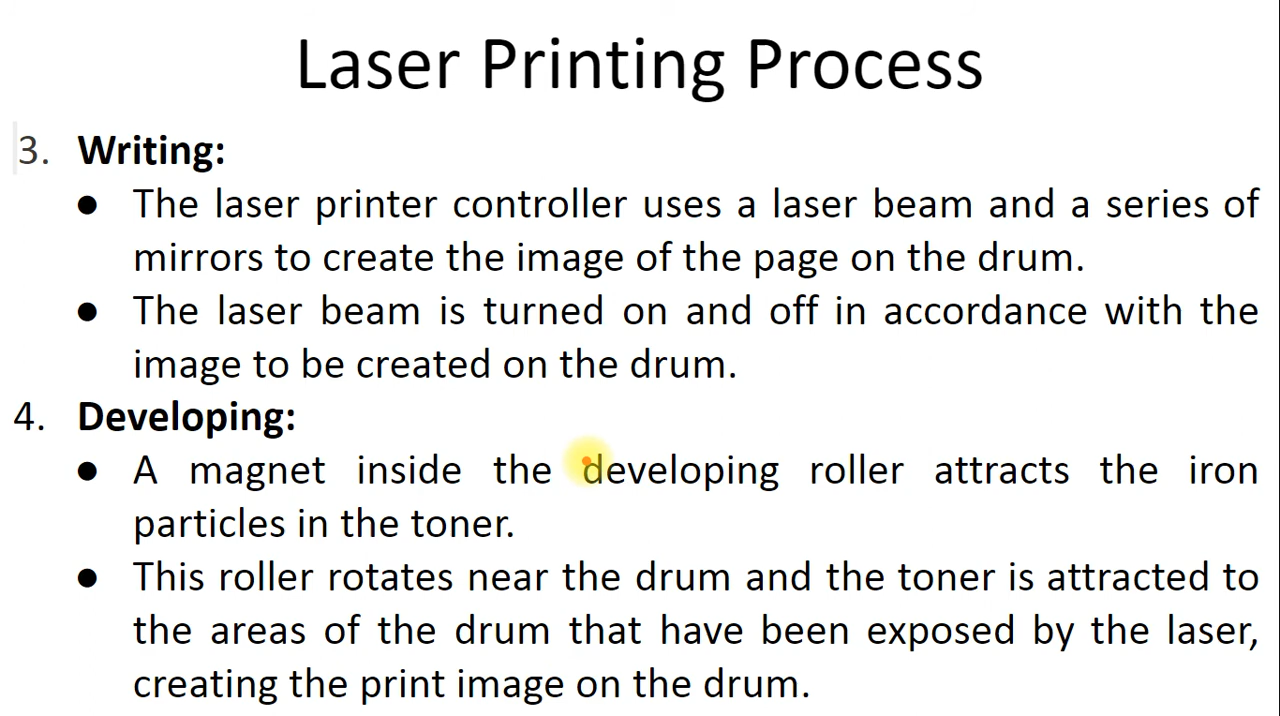 Laser Printing Process
3. Writing:
● The laser printer controller uses a laser beam and a series of
mirrors to create the image of the page on the drum.
● The laser beam is turned on and off in accordance with the
image to be created on the drum.
4. Developing:
● A magnet inside the developing roller attracts the iron
particles in the toner.
● This roller rotates near the drum and the toner is attracted to
the areas of the drum that have been exposed by the laser,
creating the print image on the drum.